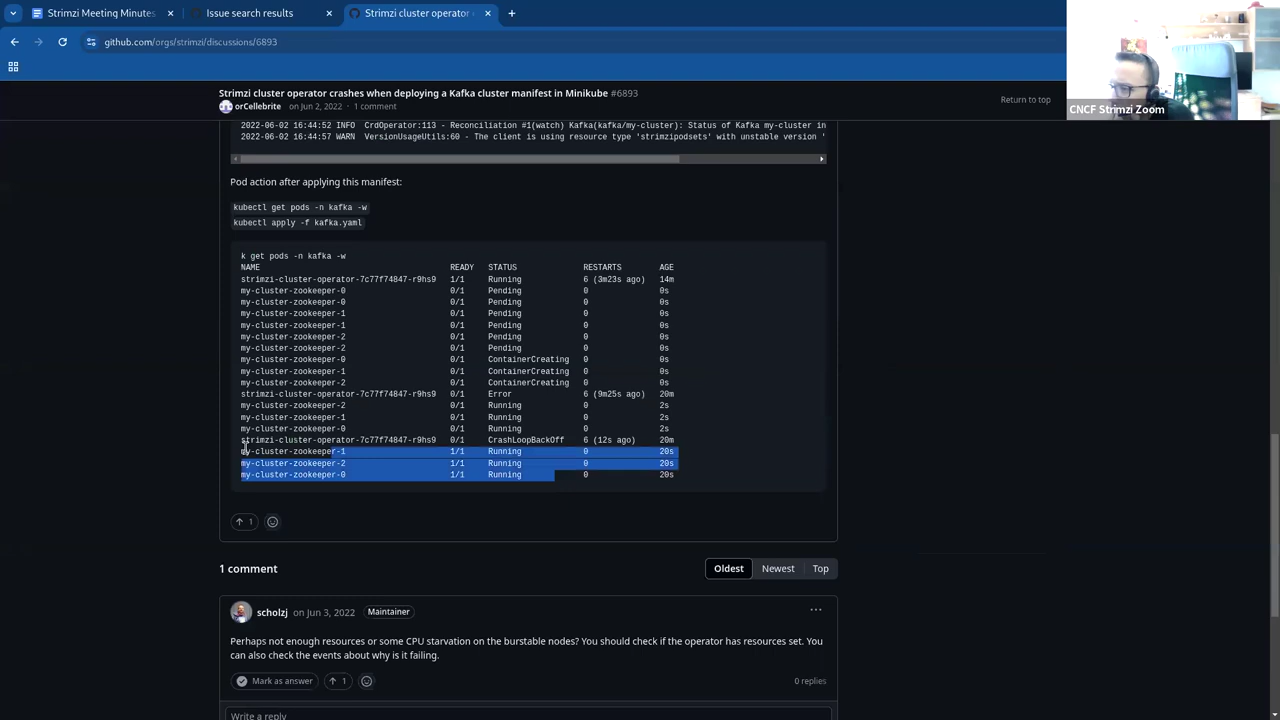 Strimzi Meeting Minutes
Issue search results
Strimzi cluster operator
github.com/orgs/strimzi/discussions/6893
CNCF Strimzi Zoom
Strimzi cluster operator crashes when deploying a Kafka cluster manifest in Minikube #6893
orCellebrite on Jun 2, 2022 · 1 comment
Return to top
2022-06-02 16:44:52 INFO CrdOperator:113 - Reconciliation #1(watch) Kafka(kafka/my-cluster): Status of Kafka my-cluster in
2022-06-02 16:44:57 WARN VersionUsageUtils:60 - The client is using resource type 'strimzipodsets' with unstable version '
Pod action after applying this manifest:
kubectl get pods -n kafka -w
kubectl apply -f kafka.yaml
k get pods -n kafka -w
NAME READY STATUS RESTARTS AGE
strimzi-cluster-operator-7c77f74847-r9hs9 1/1 Running 6 (3m23s ago) 14m
my-cluster-zookeeper-0 0/1 Pending 0 0s
my-cluster-zookeeper-0 0/1 Pending 0 0s
my-cluster-zookeeper-1 0/1 Pending 0 0s
my-cluster-zookeeper-1 0/1 Pending 0 0s
my-cluster-zookeeper-2 0/1 Pending 0 0s
my-cluster-zookeeper-2 0/1 Pending 0 0s
my-cluster-zookeeper-0 0/1 ContainerCreating 0 0s
my-cluster-zookeeper-1 0/1 ContainerCreating 0 0s
my-cluster-zookeeper-2 0/1 ContainerCreating 0 0s
strimzi-cluster-operator-7c77f74847-r9hs9 0/1 Error 6 (9m25s ago) 20m
my-cluster-zookeeper-2 0/1 Running 0 2s
my-cluster-zookeeper-1 0/1 Running 0 2s
my-cluster-zookeeper-0 0/1 Running 0 2s
strimzi-cluster-operator-7c77f74847-r9hs9 0/1 CrashLoopBackOff 6 (12s ago) 20m
my-cluster-zookeeper-1 1/1 Running 0 20s
my-cluster-zookeeper-2 1/1 Running 0 20s
my-cluster-zookeeper-0 1/1 Running 0 20s
1
1 comment
Oldest Newest Top
scholzj on Jun 3, 2022 Maintainer
Perhaps not enough resources or some CPU starvation on the burstable nodes? You should check if the operator has resources set. You
can also check the events about why is it failing.
Mark as answer 1 0 replies
Write a reply